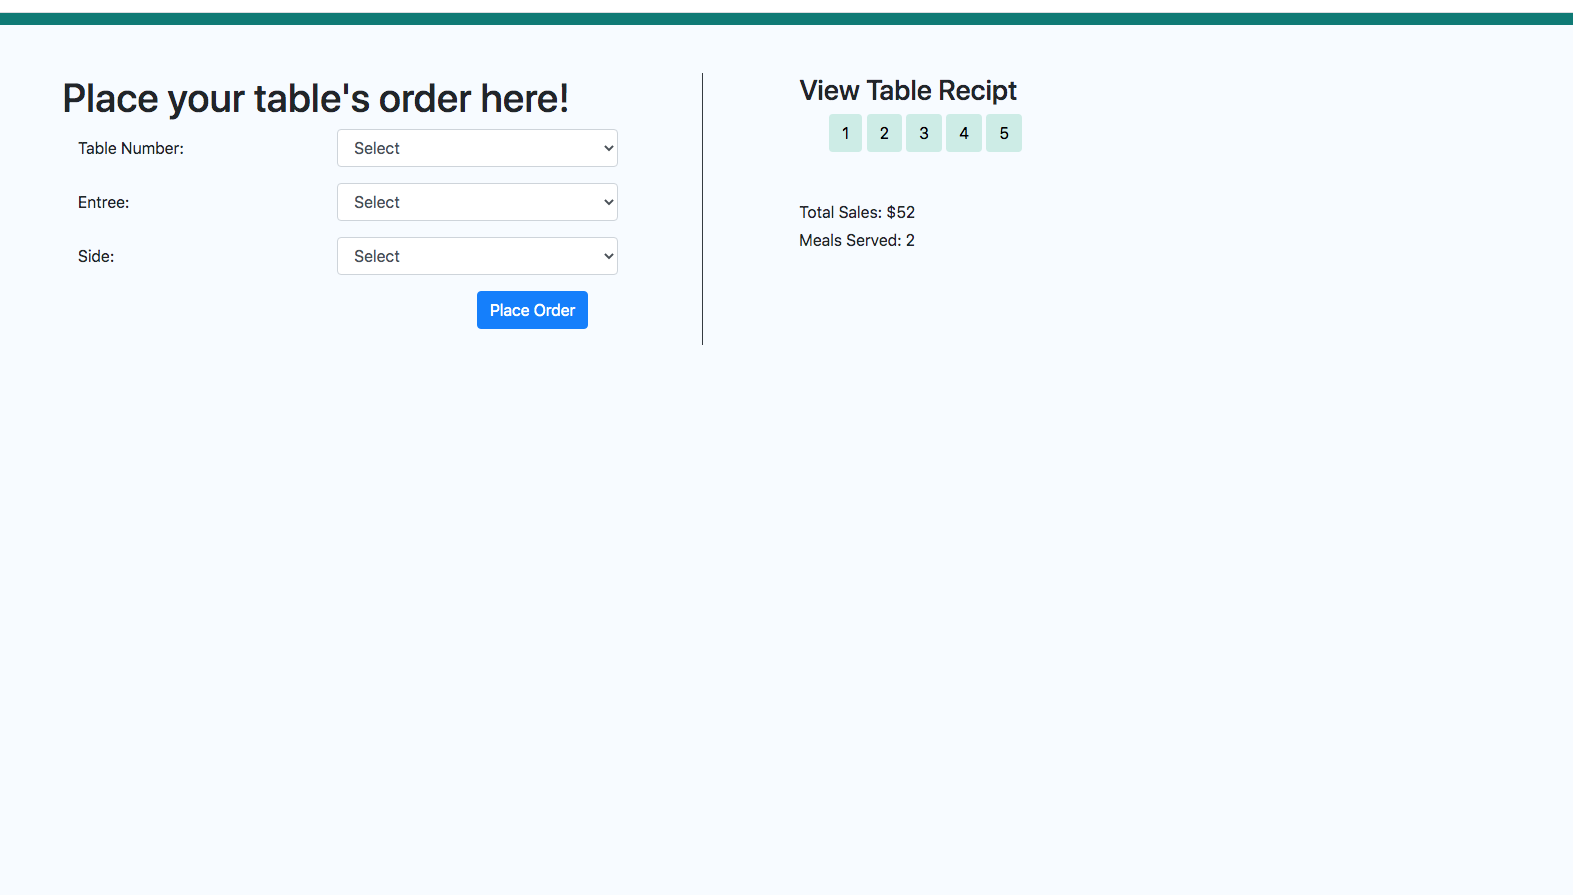 Place your table's order here!
Table Number: Select
Entree: Select
Side: Select
Place Order
View Table Recipt
1 2 3 4 5
Total Sales: $52
Meals Served: 2